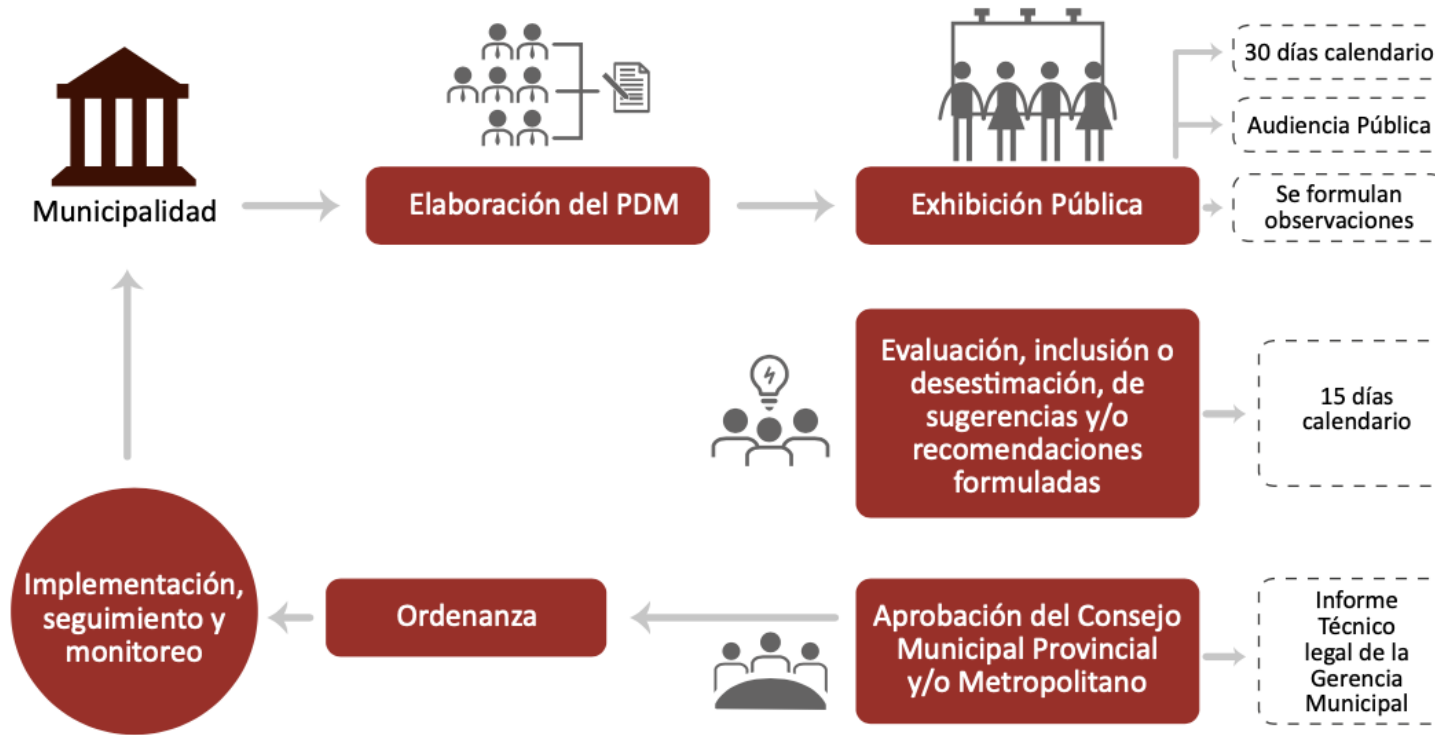 30 días calendario
Audiencia Pública
Municipalidad
Elaboración del PDM
Exhibición Pública
Se formulan
observaciones
Evaluación, inclusión o
desestimación, de
sugerencias y/o
recomendaciones
formuladas
15 días
calendario
Implementación,
seguimiento y
monitoreo
Ordenanza
Aprobación del Consejo
Municipal Provincial
y/o Metropolitano
Informe
Técnico
legal de la
Gerencia
Municipal